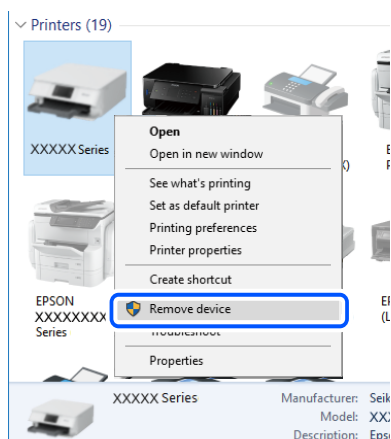 Printers (19)
XXXXX Series
Open
Open in new window
See what's printing
Set as default printer
Printing preferences
Printer properties
Create shortcut
Remove device
Troubleshoot
Properties
EPSON
XXXXXXXX
Series
XXXXX Series
Manufacturer:
Model:
Description: